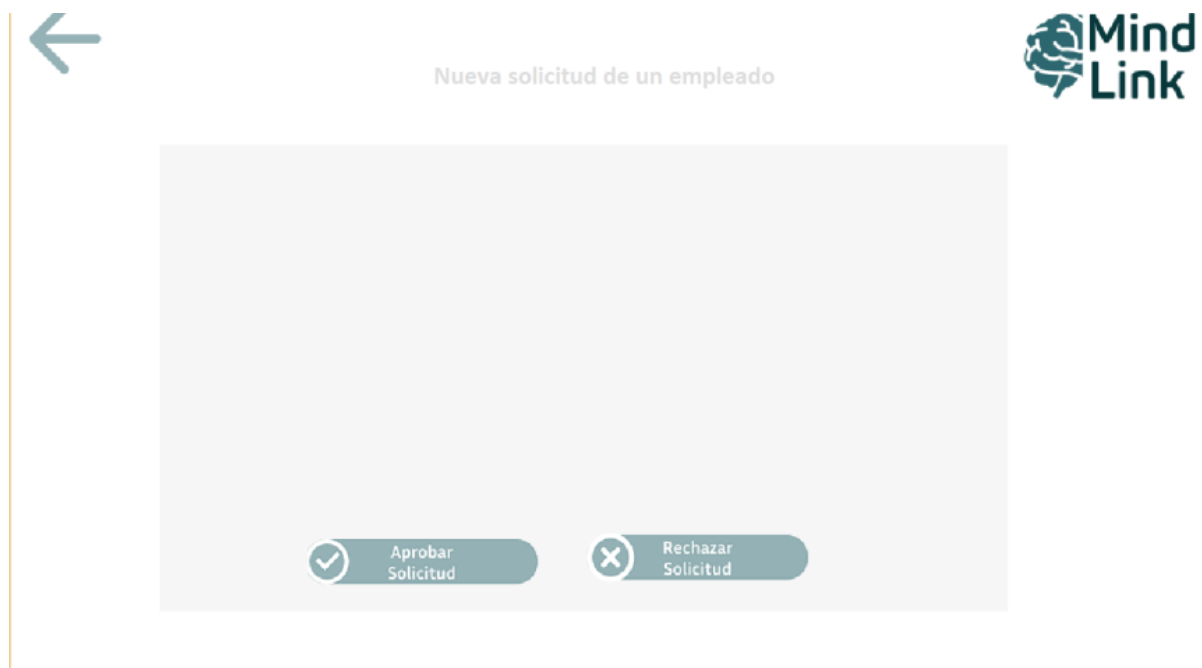 Mind
Link
Nueva solicitud de un empleado
Aprobar
Solicitud
Rechazar
Solicitud